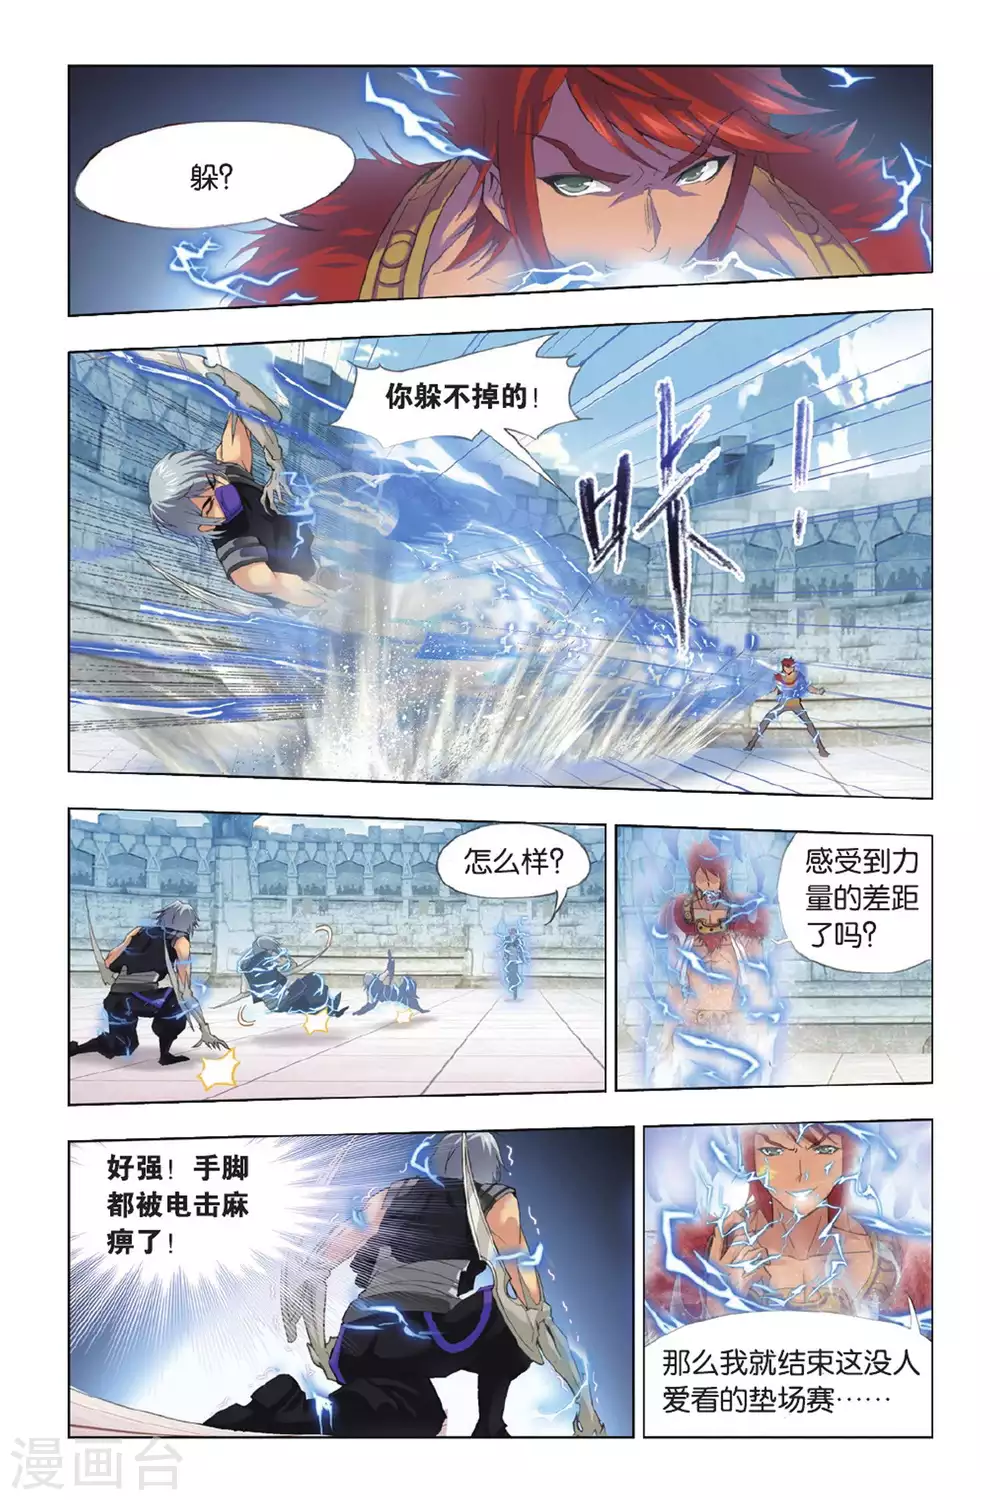 躲？
你躲不掉的！
咔！
怎么样？
感受到力
量的差距
了吗？
好强！手脚
都被电击麻
痹了！
那么我就结束这没人
爱看的垫场赛……
漫画台